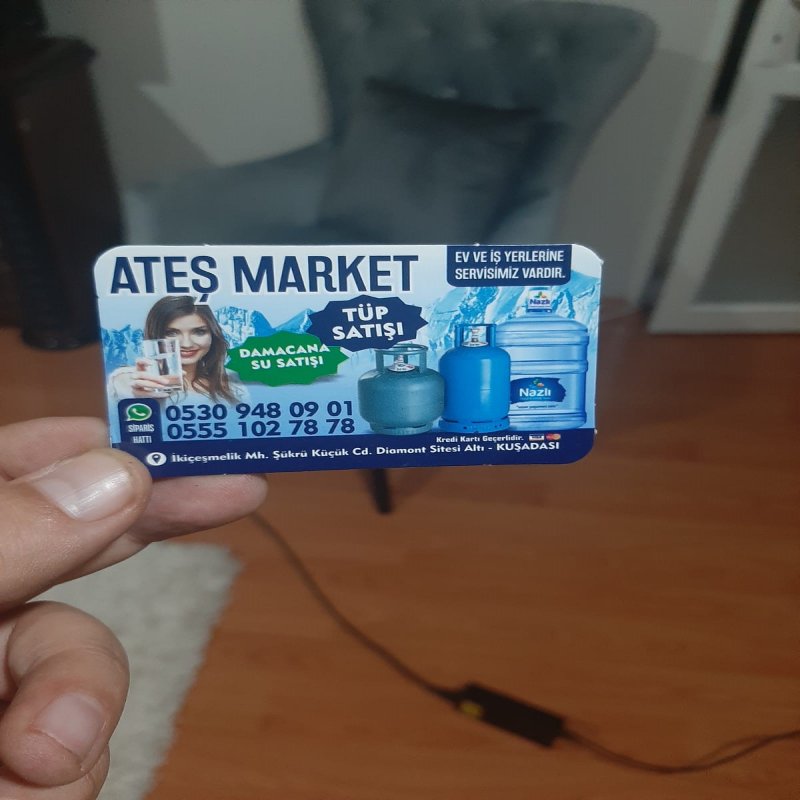 ATEŞ MARKET
EV VE İŞ YERLERİNE
SERVİSİMİZ VARDIR.
TÜP
SATIŞI
DAMACANA
SU SATIŞI
Nazlı
Nazlı
SİPARİŞ
HATTI
0530 948 09 01
0555 102 78 78
Kredi Kartı Geçerlidir.
VISA
İkiçeşmelik Mh. Şükrü Küçük Cd. Diamont Sitesi Altı - KUŞADASI